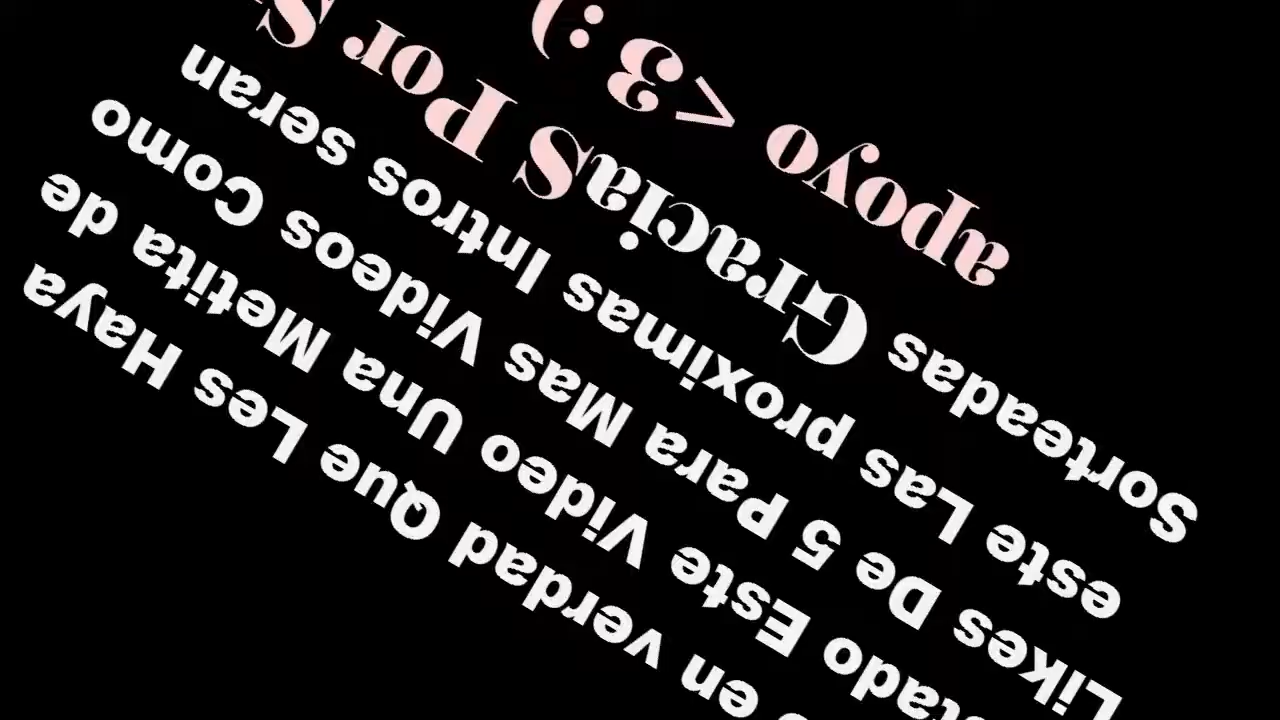 en verdad Que Les Haya
Este Video Una Metita de
Likes De 5 Para Mas Videos Como
este Las proximas Intros seran
Sorteadas GraciaS Por
apoyo <3 :)